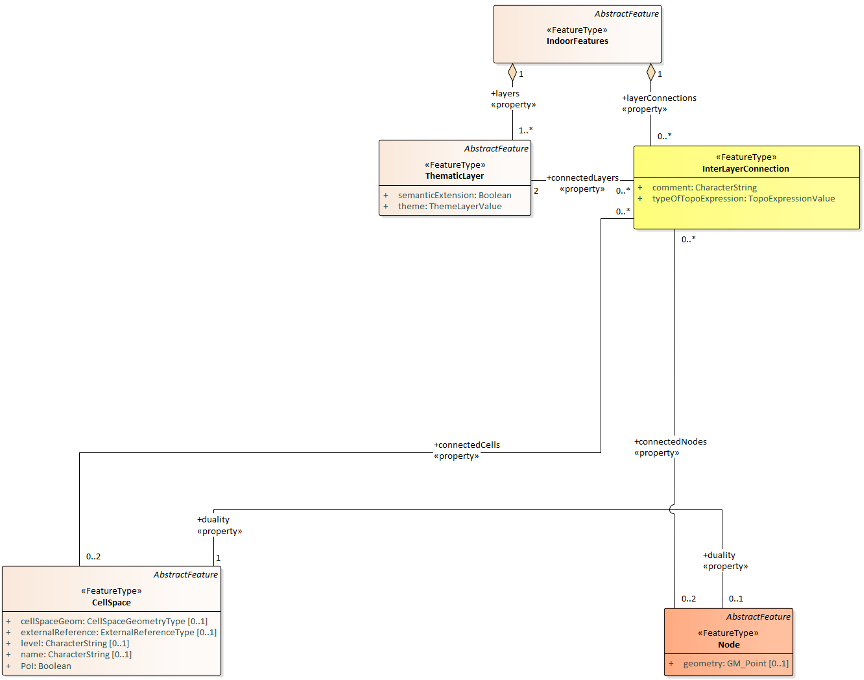 AbstractFeature
«FeatureType»
IndoorFeatures
1
1
+layers
«property»
+layerConnections
«property»
1..*
0..*
AbstractFeature
«FeatureType»
ThematicLayer
+ semanticExtension: Boolean
+ theme: ThemeLayerValue
+connectedLayers
«property»
2
0..*
«FeatureType»
InterLayerConnection
+ comment: CharacterString
+ typeOfTopoExpression: TopoExpressionValue
0..*
0..*
+connectedCells
«property»
+connectedNodes
«property»
+duality
«property»
+duality
«property»
0..2
1
0..2
0..1
AbstractFeature
«FeatureType»
CellSpace
+ cellSpaceGeom: CellSpaceGeometryType [0..1]
+ externalReference: ExternalReferenceType [0..1]
+ level: CharacterString [0..1]
+ name: CharacterString [0..1]
+ PoI: Boolean
AbstractFeature
«FeatureType»
Node
+ geometry: GM_Point [0..1]